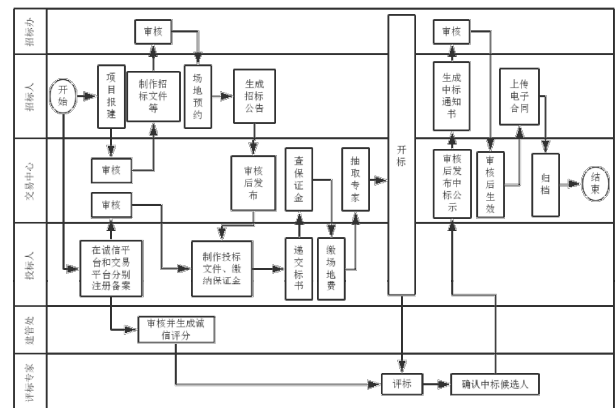 招标办
审核
审核
招标人
开
始
项
目
报
建
制作招
标文件
等
场
地
预
约
生成
招标
公告
生
成
中
标
通
知
书
上传
电子
合同
交易中心
审核
审核
审核
后发
布
查
保
证
金
抽
取
专
家
开
标
审核
后发
布中
标公
示
审
核
后
生
效
归
档
结
束
投标人
在诚信平
台和交易
平台分别
注册备案
制作投标
文件、缴
纳保证金
递
交
标
书
缴
场
地
费
建管处
审核并生成诚
信评分
评标专家
评标
确认中标候选人